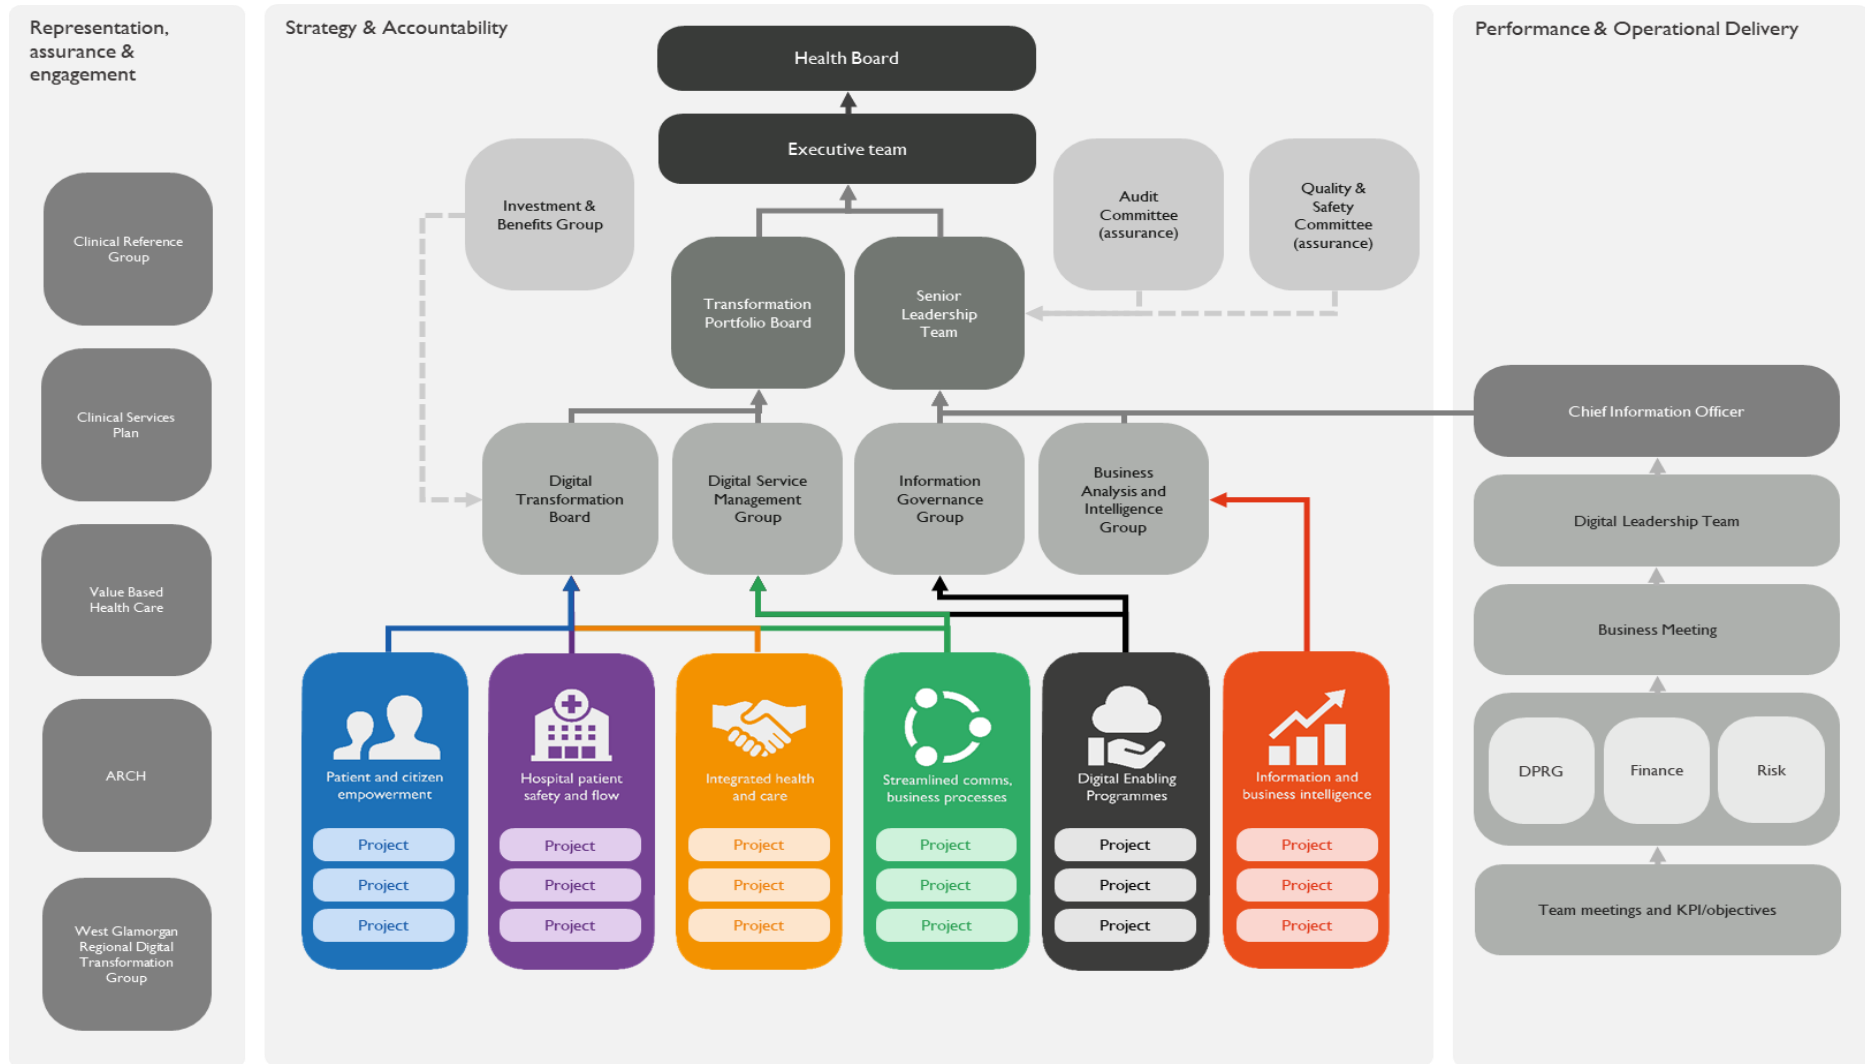 Representation,
assurance &
engagement
Clinical Reference
Group
Clinical Services
Plan
Value Based
Health Care
ARCH
West Glamorgan
Regional Digital
Transformation
Group
Strategy & Accountability
Health Board
Executive team
Investment &
Benefits Group
Audit
Committee
(assurance)
Quality &
Safety
Committee
(assurance)
Transformation
Portfolio Board
Senior
Leadership
Team
Digital
Transformation
Board
Digital Service
Management
Group
Information
Governance
Group
Business
Analysis and
Intelligence
Group
Patient and citizen
empowerment
Project
Project
Project
Hospital patient
safety and flow
Project
Project
Project
Integrated health
and care
Project
Project
Project
Streamlined comms,
business processes
Project
Project
Project
Digital Enabling
Programmes
Project
Project
Project
Information and
business intelligence
Project
Project
Project
Performance & Operational Delivery
Chief Information Officer
Digital Leadership Team
Business Meeting
DPRG
Finance
Risk
Team meetings and KPI/objectives